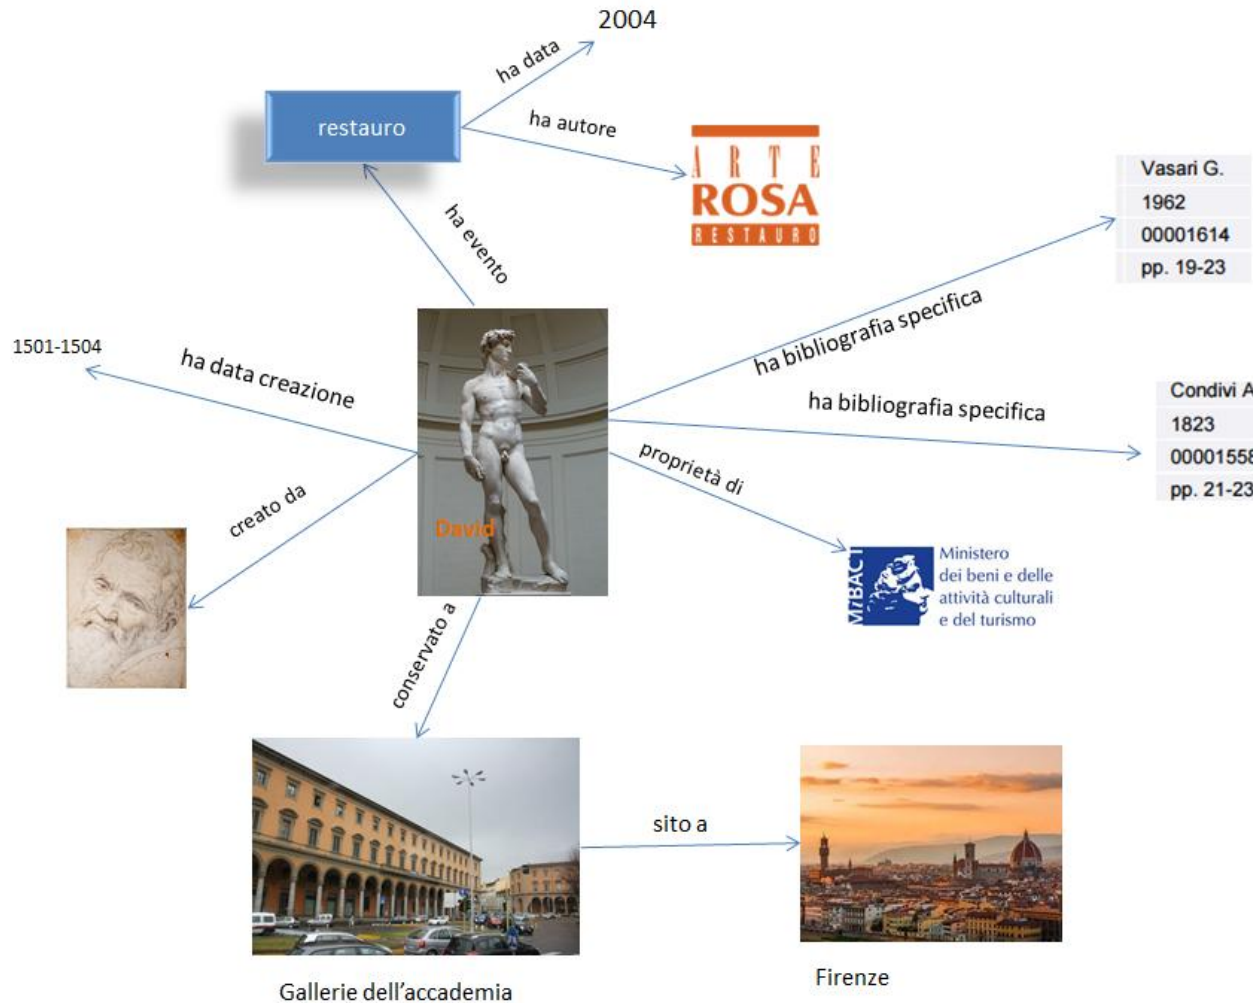 2004
ha data
restauro
ha autore
ARTE
ROSA
RESTAURO
Vasari G.
1962
00001614
pp. 19-23
ha evento
ha bibliografia specifica
1501-1504
ha data creazione
ha bibliografia specifica
Condivi A
1823
00001558
pp. 21-23
proprietà di
creato da
David
MiBACT
Ministero
dei beni e delle
attività culturali
e del turismo
conservato a
sito a
Gallerie dell'accademia
Firenze